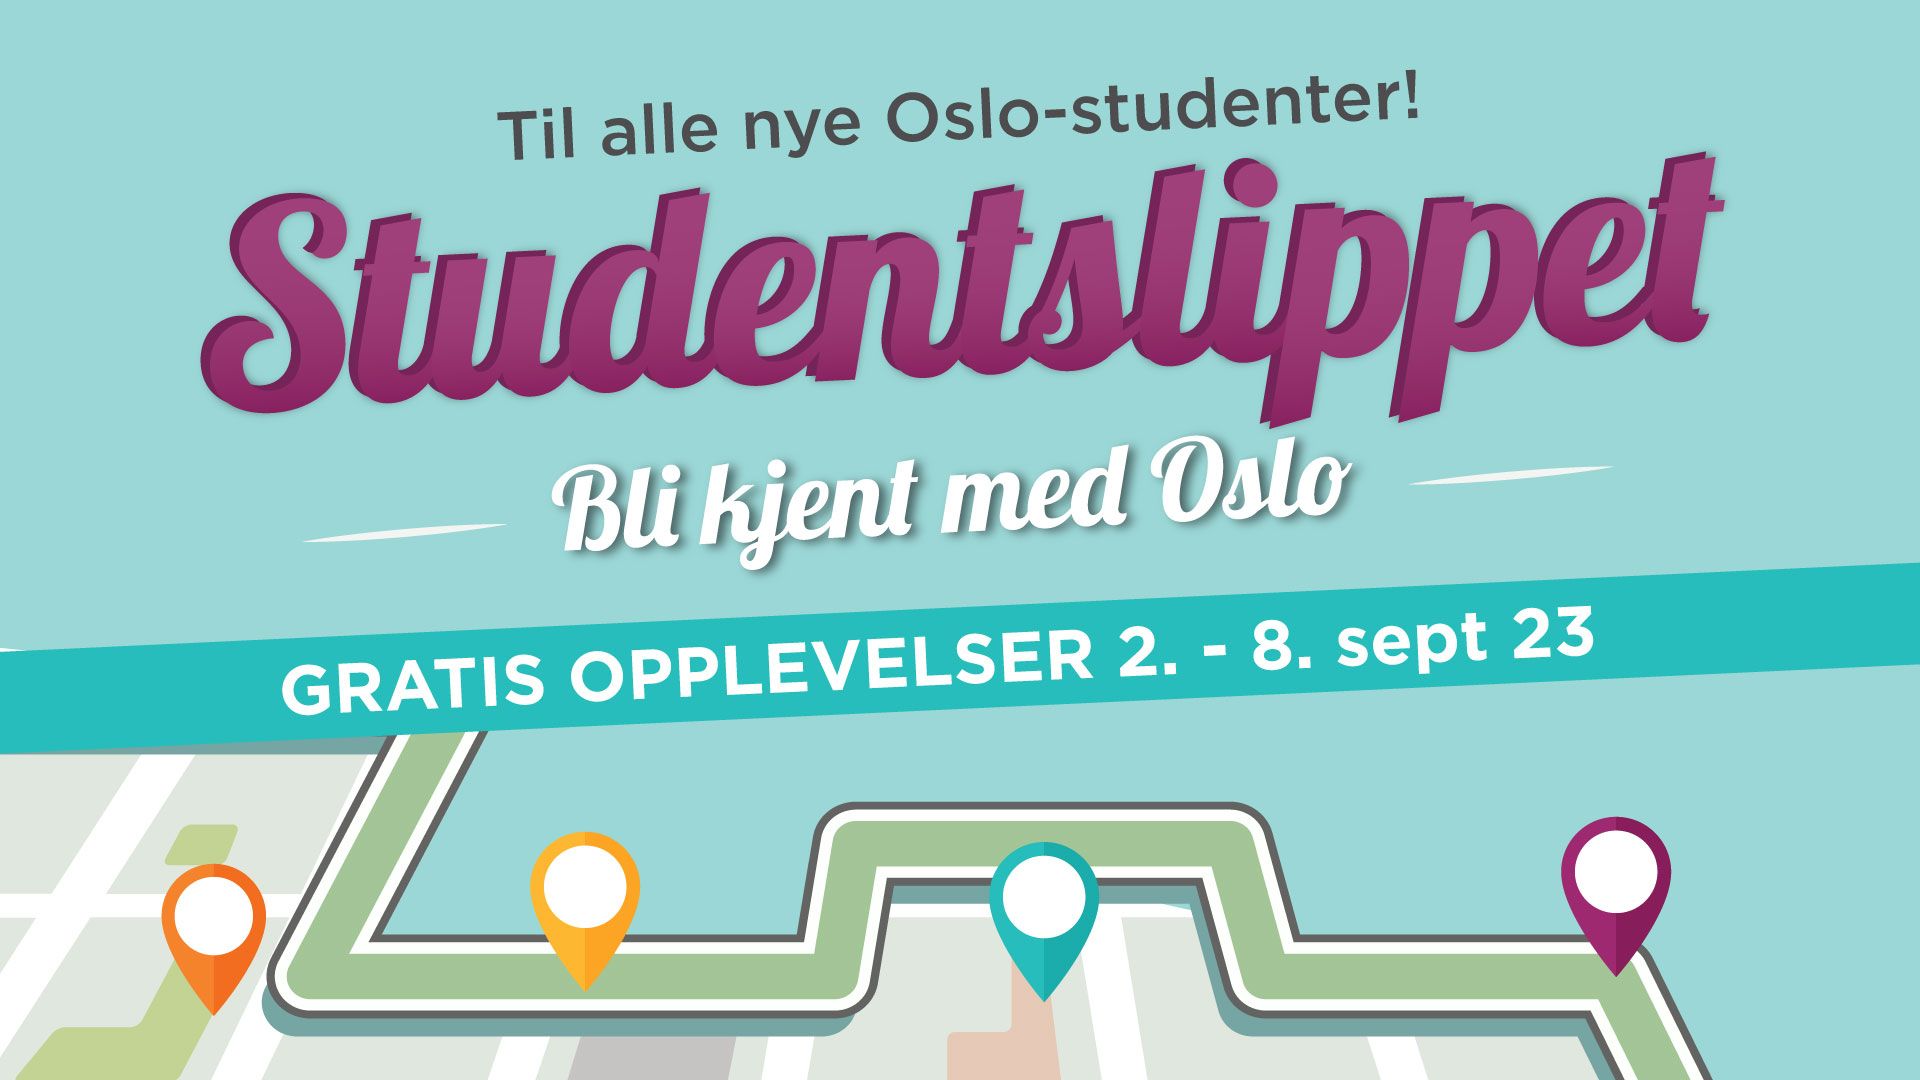 Til alle nye Oslo-studenter!
Studentslippet
Bli kjent med Oslo
GRATIS OPPLEVELSER 2. - 8. sept 23